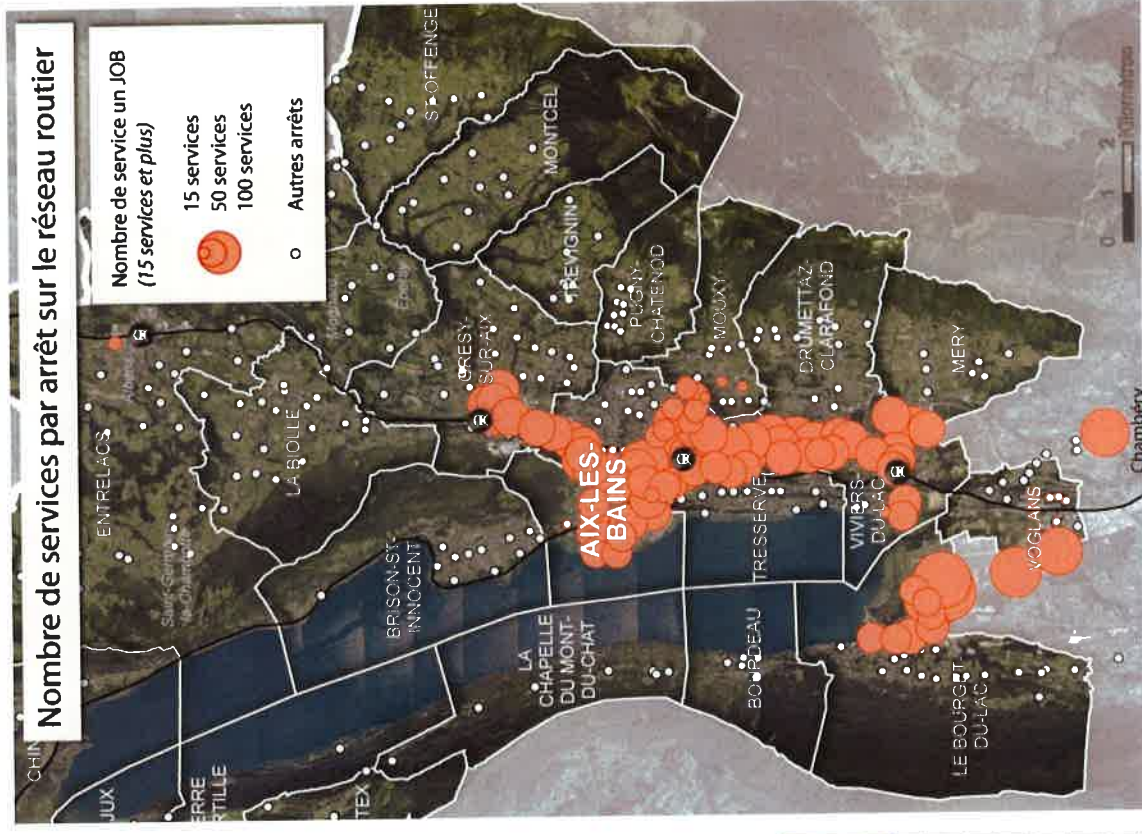 Nombre de services par arrêt sur le réseau routier
Nombre de service un JOB
(15 services et plus)
15 services
50 services
100 services
Autres arrêts
CHIN
ENTRELACS
Albens
LA BIOLLE
ST-OFFENGE
MONTCEL
TREVIGNIN
PUGNY-
CHATENOD
GRESY-
SUR-AIX
BRISON-ST-
INNOCENT
AIX-LES-
BAINS
MOUXY
DRUMETTAZ-
CLARAFOND
MERY
TRESSERVE
VIVIERS-
DU-LAC
VOGLANS
LA
CHAPELLE
DU MONT-
DU-CHAT
BOURDEAU
LE BOURGET
DU-LAC
JUX
ERRE
RTILLE
TEX
Chambéry
0 1 2 Kilomètres